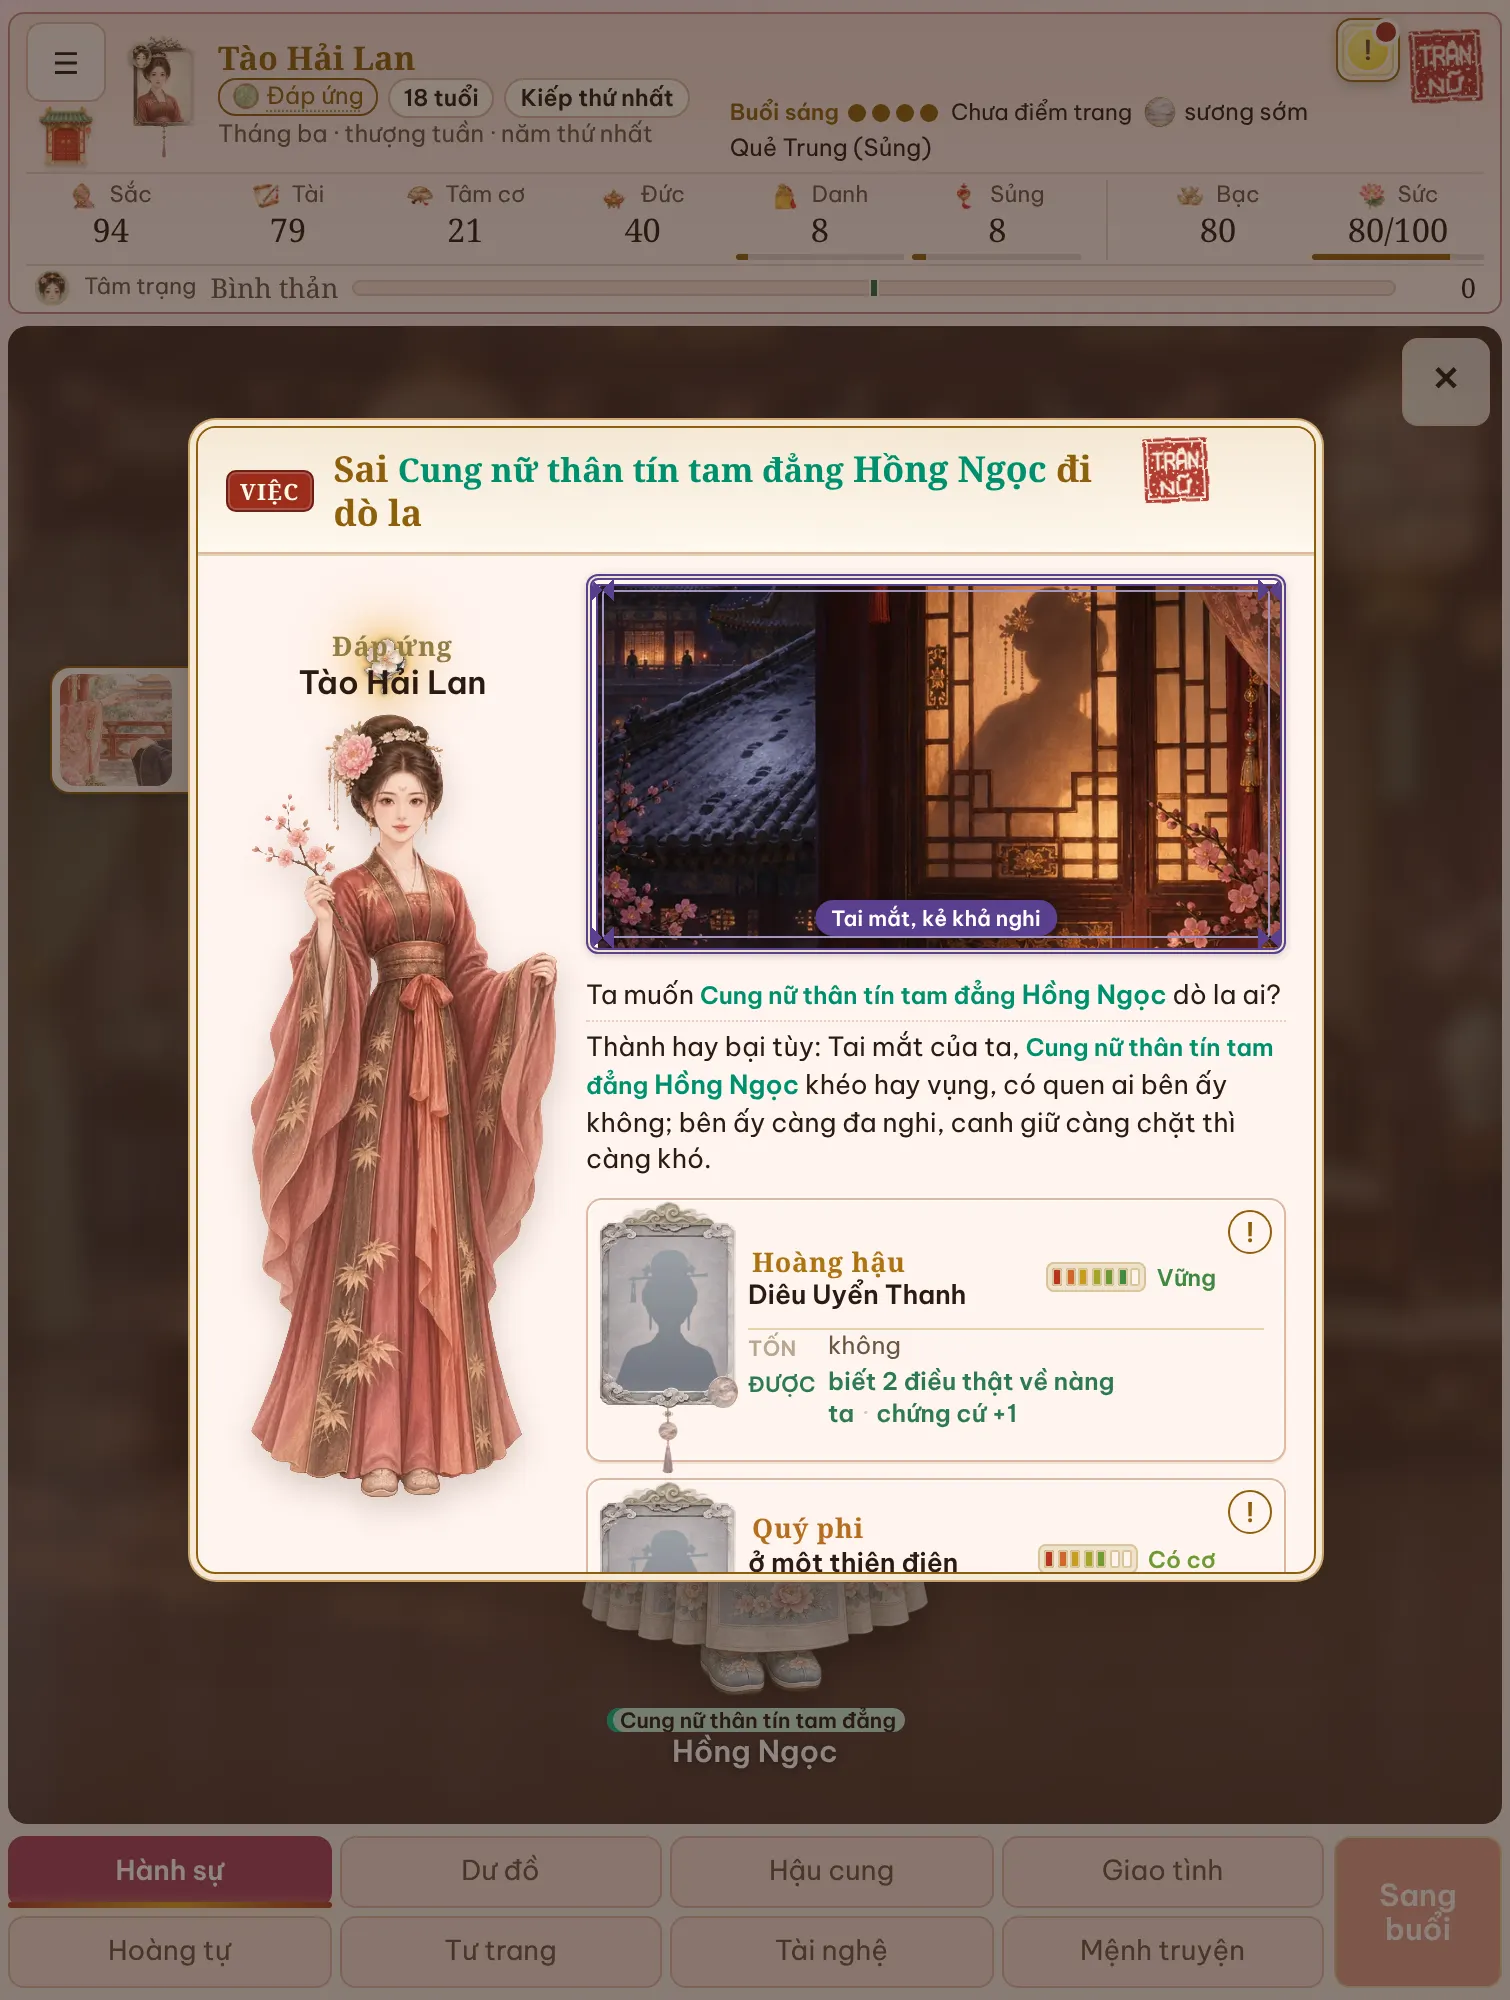 ☰
Tào Hải Lan
Đáp ứng
18 tuổi
Kiếp thứ nhất
Tháng ba · thượng tuần · năm thứ nhất
Buổi sáng
Chưa điểm trang
sương sớm
Quẻ Trung (Sủng)
!
TRÂN
NỮ
Sắc
94
Tài
79
Tâm cơ
21
Đức
40
Danh
8
Sủng
8
Bạc
80
Sức
80/100
Tâm trạng
Bình thản
0
✕
VIỆC
Sai Cung nữ thân tín tam đẳng Hồng Ngọc đi
dò la
TRÂN
NỮ
Đáp ứng
Tào Hải Lan
Tai mắt, kẻ khả nghi
Ta muốn Cung nữ thân tín tam đẳng Hồng Ngọc dò la ai?
Thành hay bại tùy: Tai mắt của ta, Cung nữ thân tín tam
đẳng Hồng Ngọc khéo hay vụng, có quen ai bên ấy
không; bên ấy càng đa nghi, canh giữ càng chặt thì
càng khó.
!
Hoàng hậu
Diêu Uyển Thanh
Vững
TỐN không
ĐƯỢC biết 2 điều thật về nàng
ta · chứng cứ +1
!
Quý phi
ở một thiên điện
Có cơ
Cung nữ thân tín tam đẳng
Hồng Ngọc
Hành sự
Dư đồ
Hậu cung
Giao tình
Sang
buổi
Hoàng tự
Tư trang
Tài nghệ
Mệnh truyện